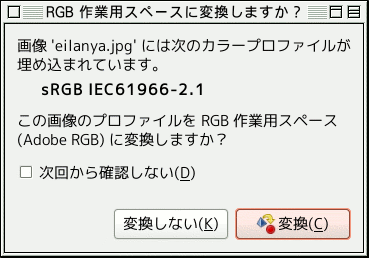 RGB 作業用スペースに変換しますか？
画像 'eilanya.jpg' には次のカラープロファイルが
埋め込まれています。
sRGB IEC61966-2.1
この画像のプロファイルを RGB 作業用スペース
(Adobe RGB) に変換しますか？
次回から確認しない(D)
変換しない(K)
変換(C)